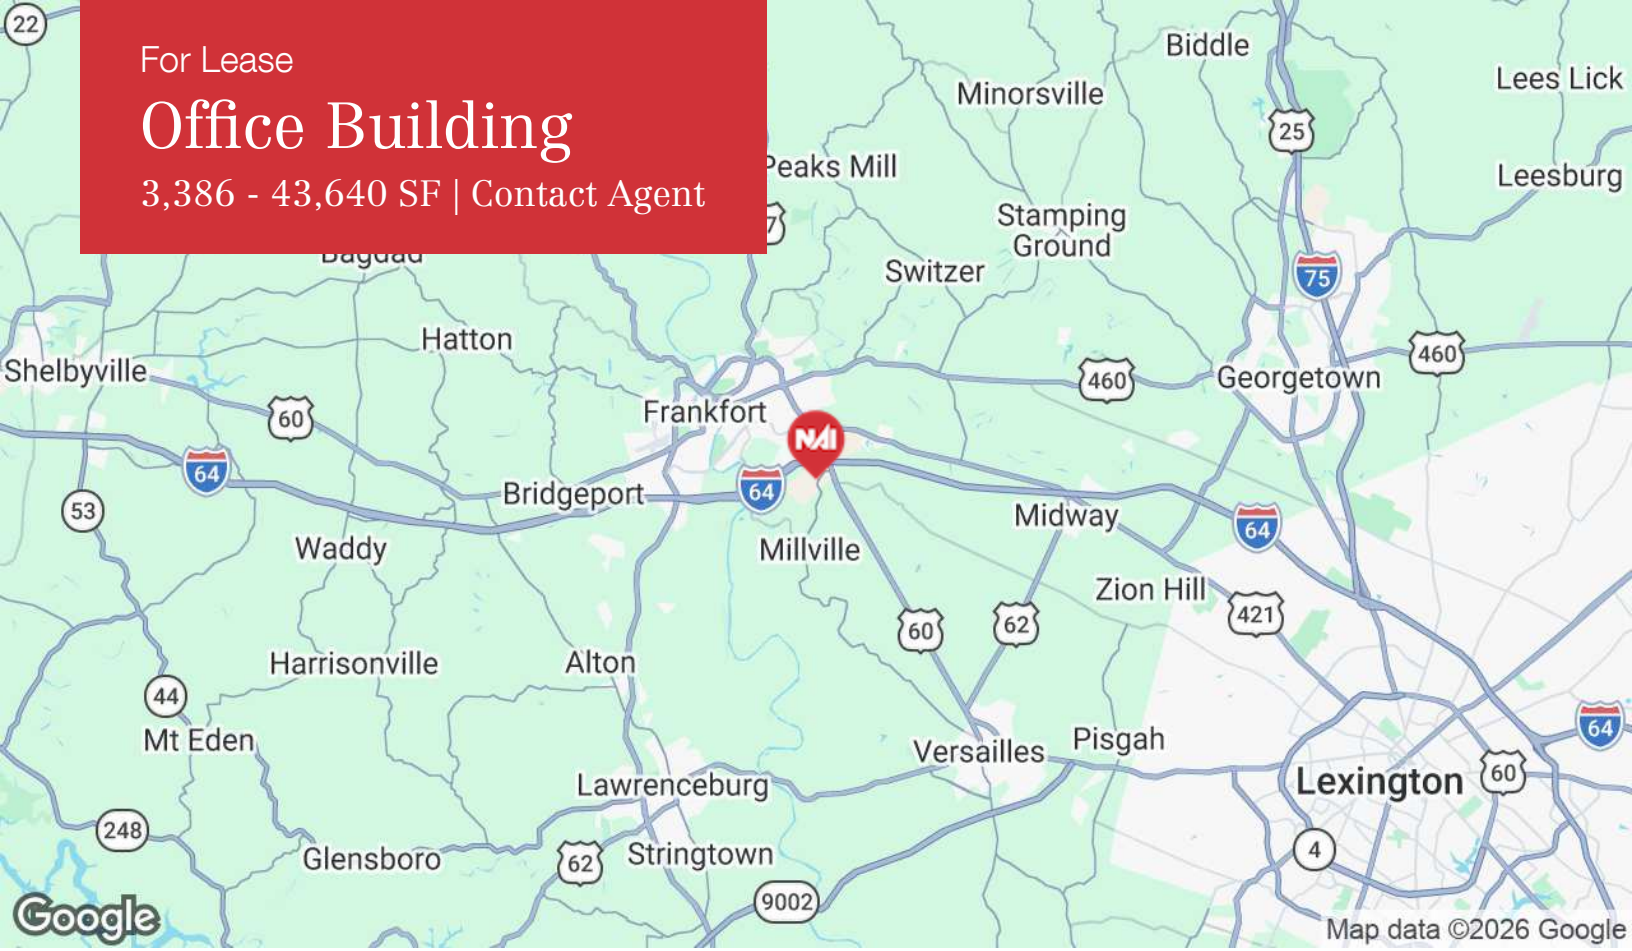 22
For Lease
Office Building
3,386 - 43,640 SF | Contact Agent
Biddle
Lees Lick
Minorsville
25
Peaks Mill
Leesburg
Stamping
Ground
7
Bagdad
Switzer
75
Hatton
460
Shelbyville
460
Georgetown
60
Frankfort
NAI
64
Bridgeport
64
53
Midway
64
Waddy
Millville
Zion Hill
421
60
62
Harrisonville
Alton
44
64
Mt Eden
Versailles
Pisgah
Lawrenceburg
Lexington
60
248
4
Glensboro
62
Stringtown
9002
Google
Map data ©2026 Google